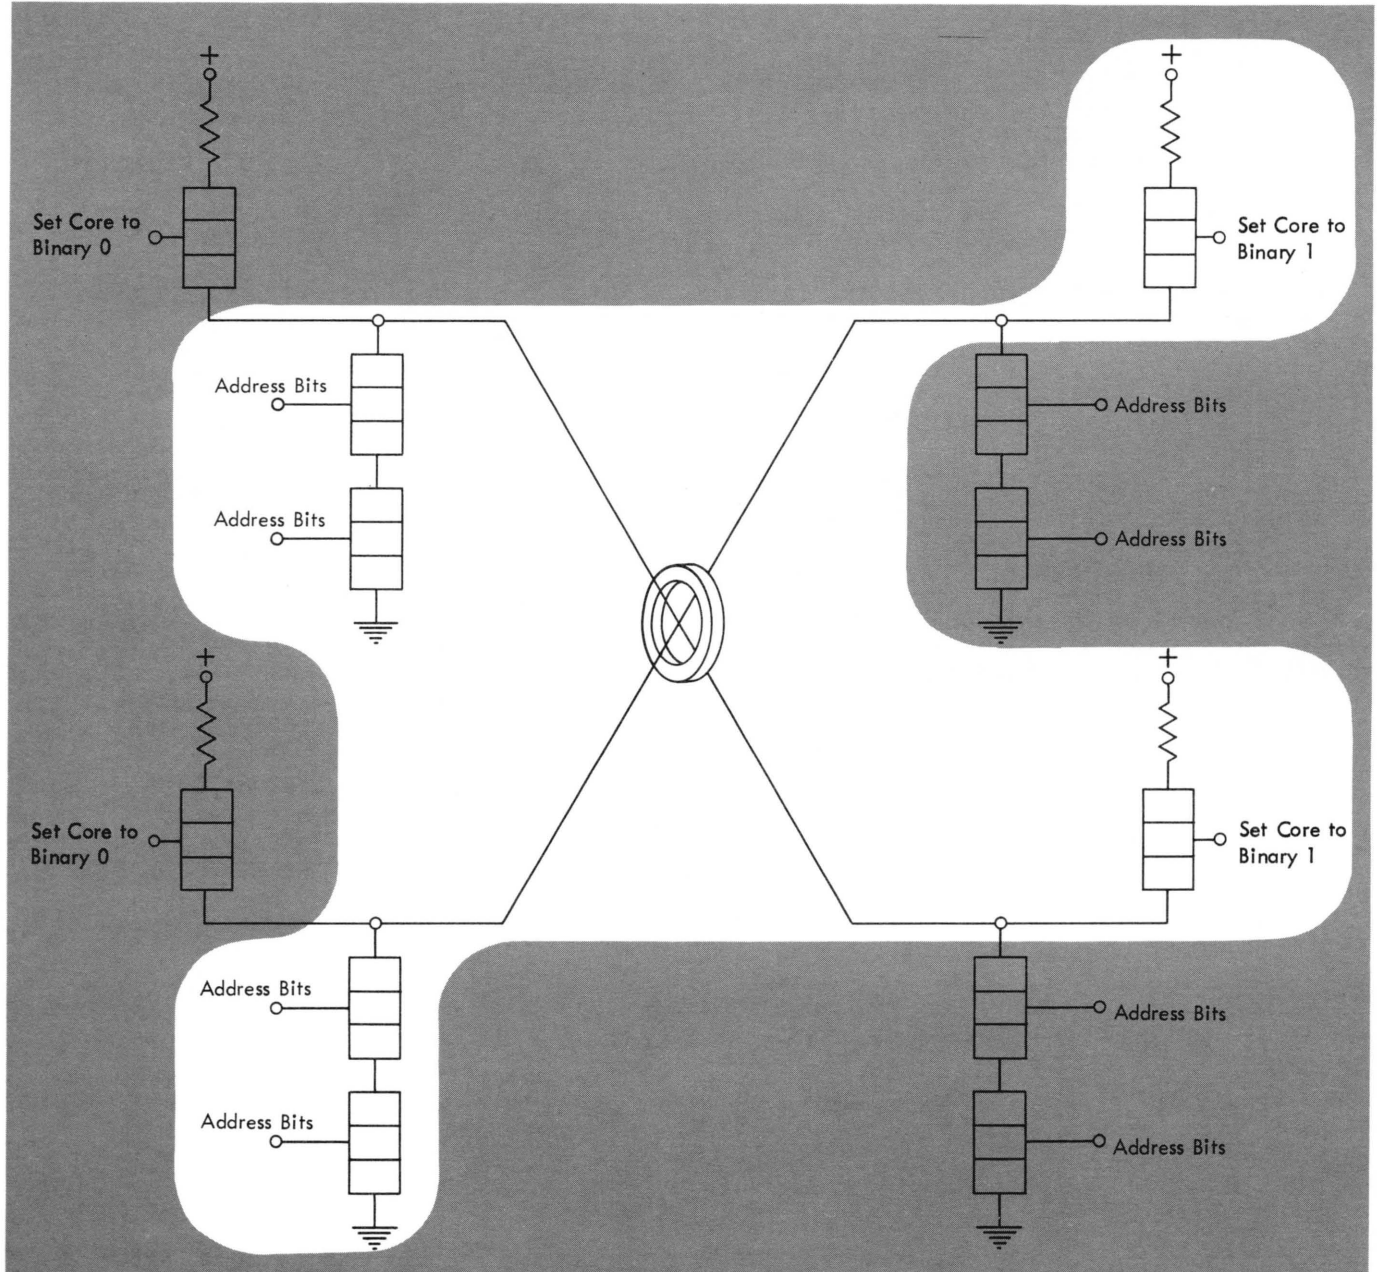 +
+
Set Core to
Binary 0
Set Core to
Binary 1
Address Bits
Address Bits
Address Bits
Address Bits
+
+
Set Core to
Binary 0
Set Core to
Binary 1
Address Bits
Address Bits
Address Bits
Address Bits